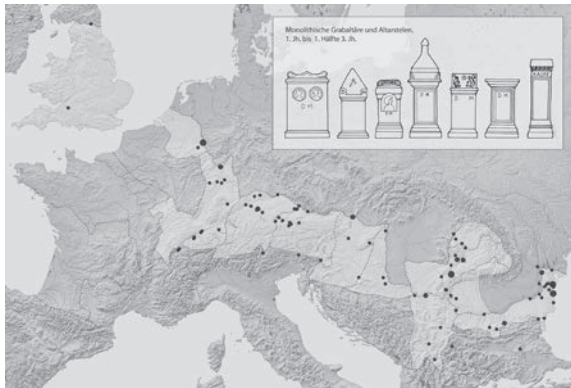 Monolithische Grabaltäre und Altarstelen,
1. Jh. bis 1. Hälfte 3. Jh.
D M
D M
D M